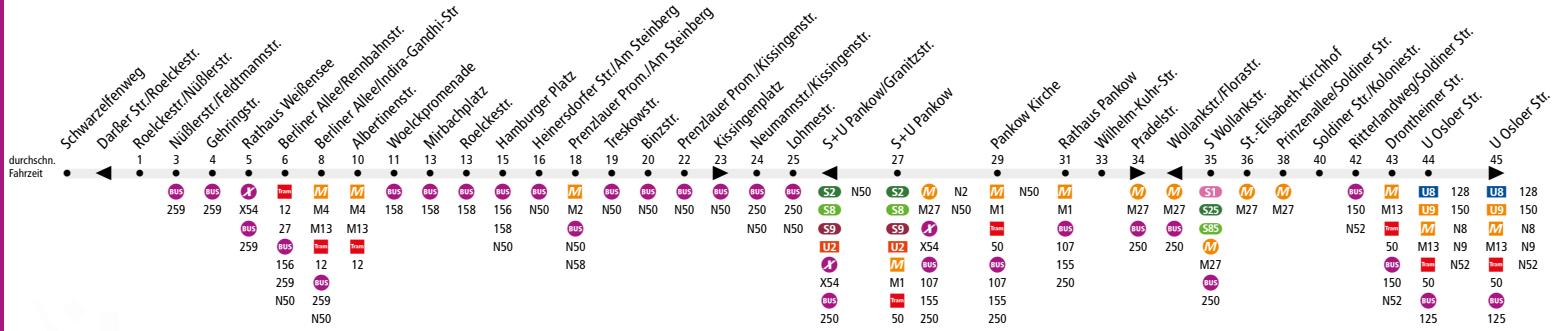 Schwarzelfenweg
Darßer Str./Roelckestr.
Roelckestr./Nüßlerstr.
Nüßlerstr./Feldtmannstr.
Gehringstr.
Rathaus Weißensee
Berliner Allee/Rennbahnstr.
Berliner Allee/Indira-Gandhi-Str
Albertinenstr.
Woelckpromenade
Mirbachplatz
Roelckestr.
Hamburger Platz
Heinersdorfer Str./Am Steinberg
Prenzlauer Prom./Am Steinberg
Treskowstr.
Binzstr.
Prenzlauer Prom./Kissingenstr.
Kissingenplatz
Neumannstr./Kissingenstr.
Lohmestr.
S+U Pankow/Granitzstr.
S+U Pankow
Pankow Kirche
Rathaus Pankow
Wilhelm-Kuhr-Str.
Pradelstr.
Wollankstr./Florastr.
S Wollankstr.
St.-Elisabeth-Kirchhof
Prinzenallee/Soldiner Str.
Soldiner Str./Koloniestr.
Ritterlandweg/Soldiner Str.
Drontheimer Str.
U Osloer Str.
U Osloer Str.
durchschn. 1 3 4 5 6 8 10 11 13 13 15 16 18 19 20 22 23 24 25 27 29 31 33 34 35 36 38 40 42 43 44 45
Fahrzeit
BUS BUS X Tram M M BUS BUS BUS BUS BUS M BUS BUS BUS BUS BUS BUS S2 N50 S2 M N2 M N50 M M M S1 M M BUS M U8 128 U8 128
259 259 X54 12 M4 M4 158 158 158 156 N50 M2 N50 N50 N50 N50 250 250 S8 S8 M27 N50 M1 M1 M27 M27 S25 M27 M27 150 M13 U9 150 U9 150
BUS 27 M13 M13 158 BUS N50 N50 S9 S9 X Tram BUS BUS BUS S85 N52 Tram M N8 M N8
259 BUS Tram Tram N50 N50 U2 U2 X54 50 107 250 250 M 50 M13 N9 M13 N9
156 12 12 N58 X M BUS BUS 155 M27 BUS Tram N52 Tram N52
259 BUS X54 M1 107 107 250 BUS 150 50 50
N50 259 BUS Tram 155 155 250 N52 BUS BUS
N50 250 50 250 250 125 125